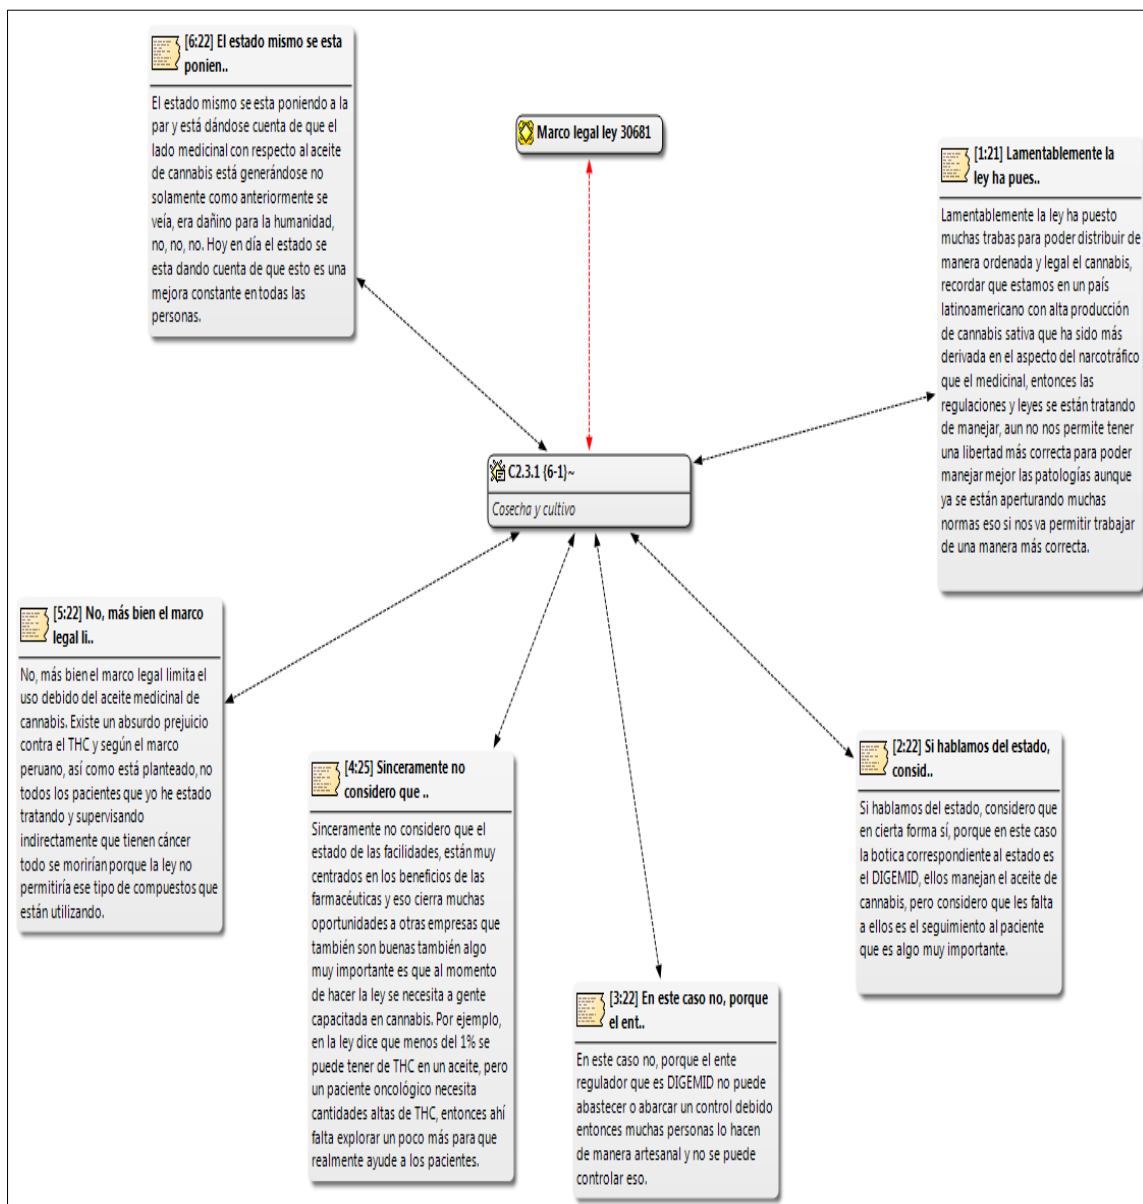 [6:22] El estado mismo se esta
ponien..
El estado mismo se esta poniendo a la
par y está dándose cuenta de que el
lado medicinal con respecto al aceite
de cannabis está generándose no
solamente como anteriormente se
veía, era dañino para la humanidad,
no, no, no. Hoy en día el estado se
esta dando cuenta de que esto es una
mejora constante en todas las
personas.
Marco legal ley 30681
[1:21] Lamentablemente la
ley ha pues..
Lamentablemente la ley ha puesto
muchas trabas para poder distribuir de
manera ordenada y legal el cannabis,
recordar que estamos en un país
latinoamericano con alta producción
de cannabis sativa que ha sido más
derivada en el aspecto del narcotráfico
que el medicinal, entonces las
regulaciones y leyes se están tratando
de manejar, aun no nos permite tener
una libertad más correcta para poder
manejar mejor las patologías aunque
ya se están aperturando muchas
normas eso si nos va permitir trabajar
de una manera más correcta.
C2.3.1 {6-1}~
Cosecha y cultivo
[5:22] No, más bien el marco
legal li..
No, más bien el marco legal limita el
uso debido del aceite medicinal de
cannabis. Existe un absurdo prejuicio
contra el THC y según el marco
peruano, así como está planteado, no
todos los pacientes que yo he estado
tratando y supervisando
indirectamente que tienen cáncer
todo se morirían porque la ley no
permitiría ese tipo de compuestos que
están utilizando.
[4:25] Sinceramente no
considero que ..
Sinceramente no considero que el
estado de las facilidades, están muy
centrados en los beneficios de las
farmacéuticas y eso cierra muchas
oportunidades a otras empresas que
también son buenas también algo
muy importante es que al momento
de hacer la ley se necesita a gente
capacitada en cannabis. Por ejemplo,
en la ley dice que menos del 1% se
puede tener de THC en un aceite, pero
un paciente oncológico necesita
cantidades altas de THC, entonces ahí
falta explorar un poco más para que
realmente ayude a los pacientes.
[3:22] En este caso no, porque
el ent..
En este caso no, porque el ente
regulador que es DIGEMID no puede
abastecer o abarcar un control debido
entonces muchas personas lo hacen
de manera artesanal y no se puede
controlar eso.
[2:22] Si hablamos del estado,
consid..
Si hablamos del estado, considero que
en cierta forma sí, porque en este caso
la botica correspondiente al estado es
el DIGEMID, ellos manejan el aceite de
cannabis, pero considero que les falta
a ellos es el seguimiento al paciente
que es algo muy importante.